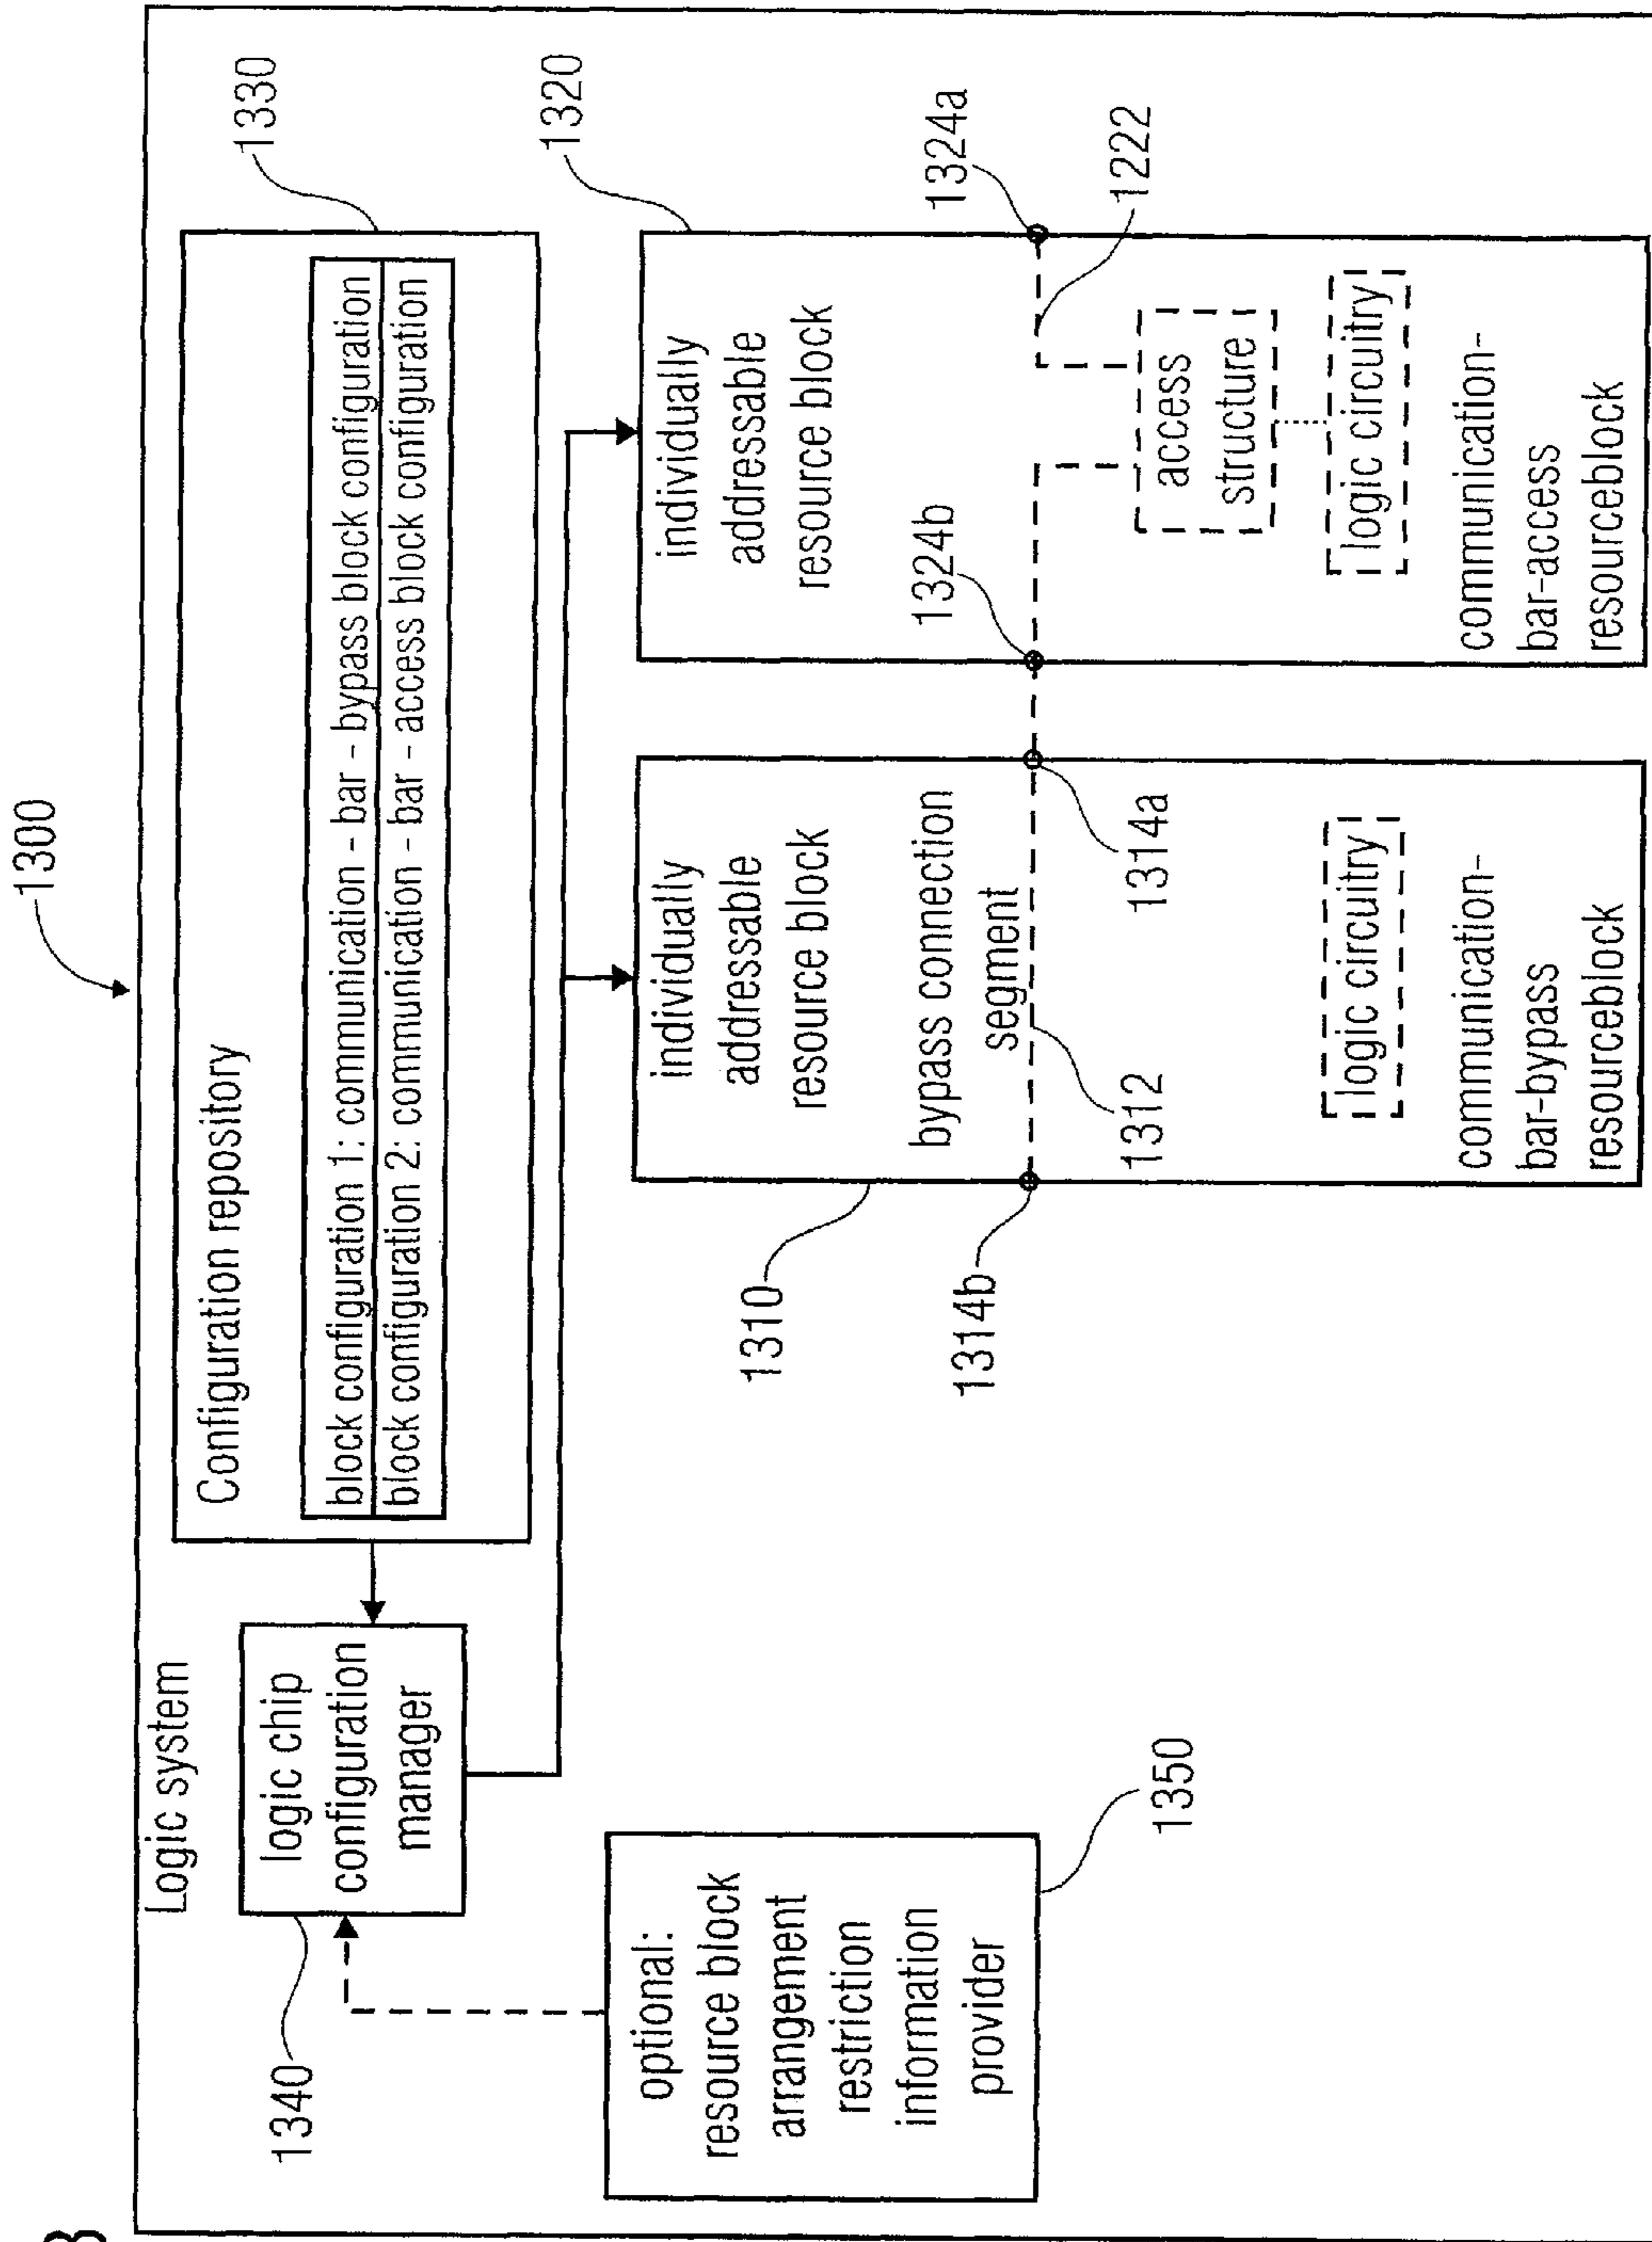 1300
Logic system
Configuration repository
1330
block configuration 1: communication - bar - bypass block configuration
block configuration 2: communication - bar - access block configuration
logic chip
configuration
manager
1340
1320
optional:
resource block
arrangement
restriction
information
provider
1350
individually
addressable
resource block
bypass connection
segment
1310
1314b
1312
1314a
logic circuitry
communication-
bar-bypass
resourceblock
individually
addressable
resource block
1324b
1324a
1222
access
structure
logic circuitry
communication-
bar-access
resourceblock